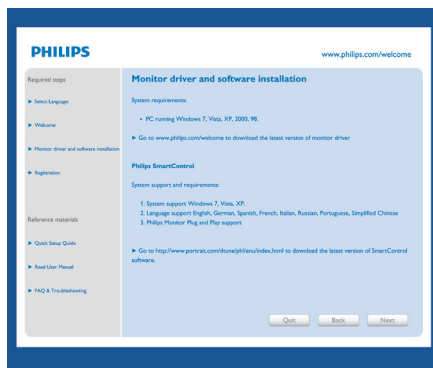 PHILIPS
www.philips.com/welcome
Required steps
► Select Language
► Welcome
► Monitor driver and software installation
► Registration
Reference materials
► Quick Setup Quide
► Read User Manual
► FAQ & Troubleshooting
Monitor driver and software installation
System requirements:
• PC running Windows 7, Vista, XP, 2000, 98.
► Go to www.philips.com/welcome to download the latest version of monitor driver
Philips SmartControl
System support and requirements:
1. System support Windows 7, Vista, XP.
2. Language support English, German, Spanish, French, Italian, Russian, Portuguese, Simplified Chinese
3. Philips Monitor Plug and Play support
► Go to http://www.portrait.com/dtune/phl/enu/index.html to download the latest version of SmartControl
software.
Quit
Back
Next